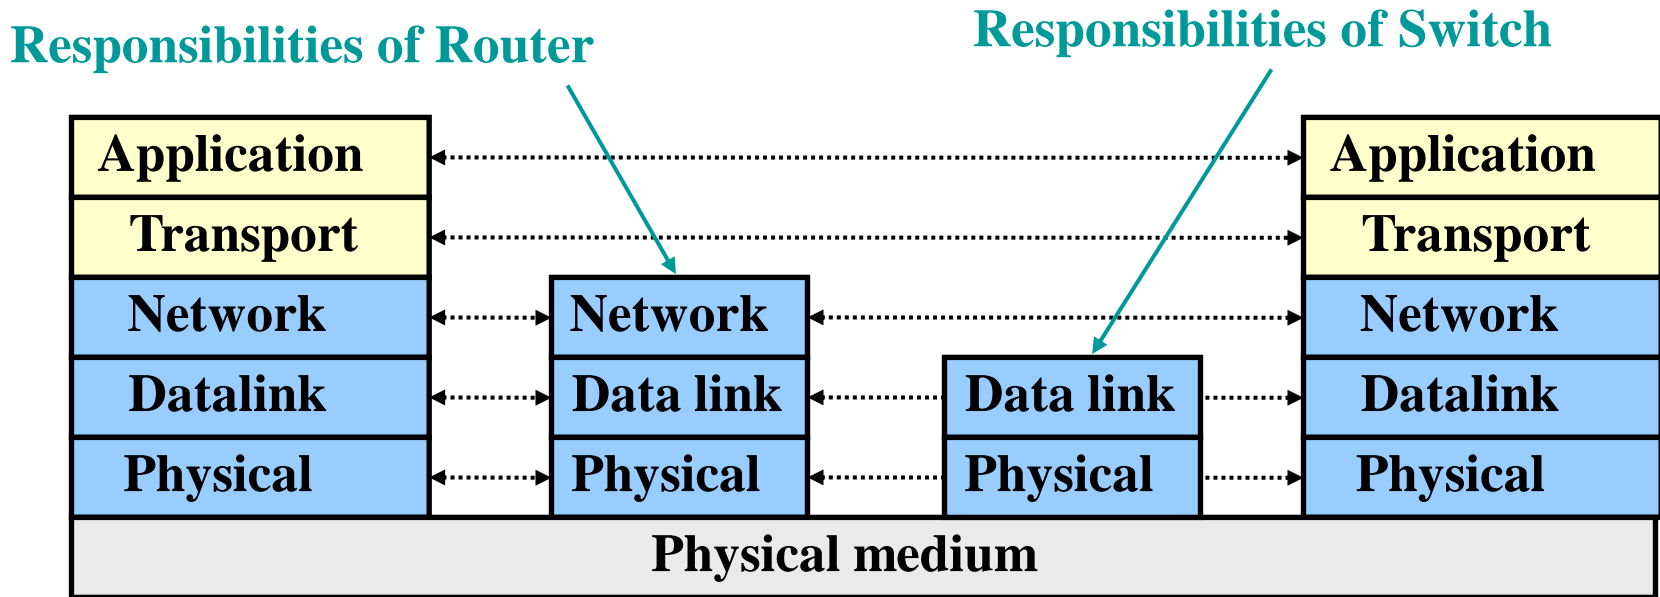 Responsibilities of Router
Responsibilities of Switch
Application
Application
Transport
Transport
Network
Network
Network
Datalink
Data link
Data link
Datalink
Physical
Physical
Physical
Physical
Physical medium